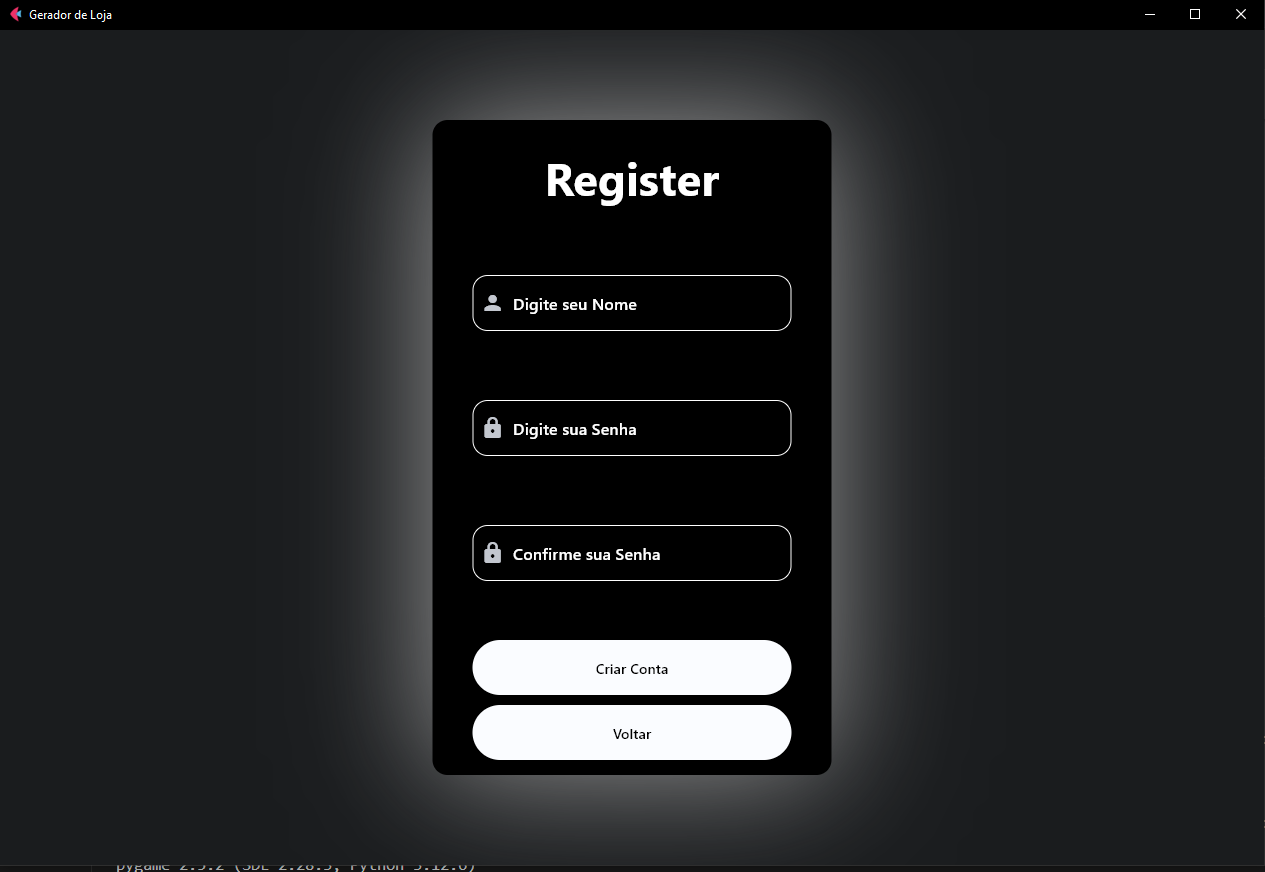 Gerador de Loja
Register
Digite seu Nome
Digite sua Senha
Confirme sua Senha
Criar Conta
Voltar
pygame 2.5.2 (SDL 2.28.3, Python 3.12.0)